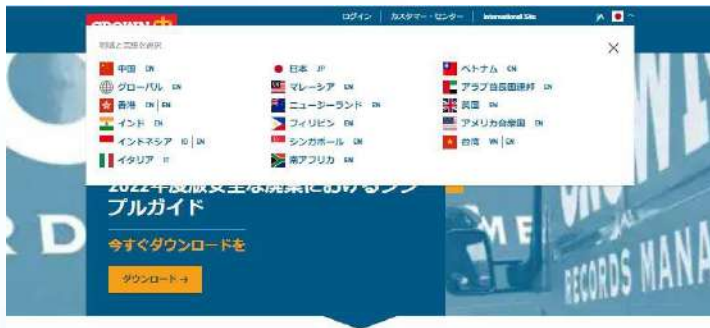 CROWN
ログイン | カスタマー・センター | International Site JA
地域と言語を選択
中国 CN
グローバル EN
香港 CN | EN
インド EN
インドネシア ID | EN
イタリア IT
日本 JP
マレーシア EN
ニュージーランド EN
フィリピン EN
シンガポール EN
南アフリカ EN
ベトナム EN
アラブ首長国連邦 EN
英国 EN
アメリカ合衆国 EN
台湾 VN | EN
2022年度版安全な廃棄におけるシン
プルガイド
今すぐダウンロードを
ダウンロード →
D
ME
CROWN
RECORDS MANA